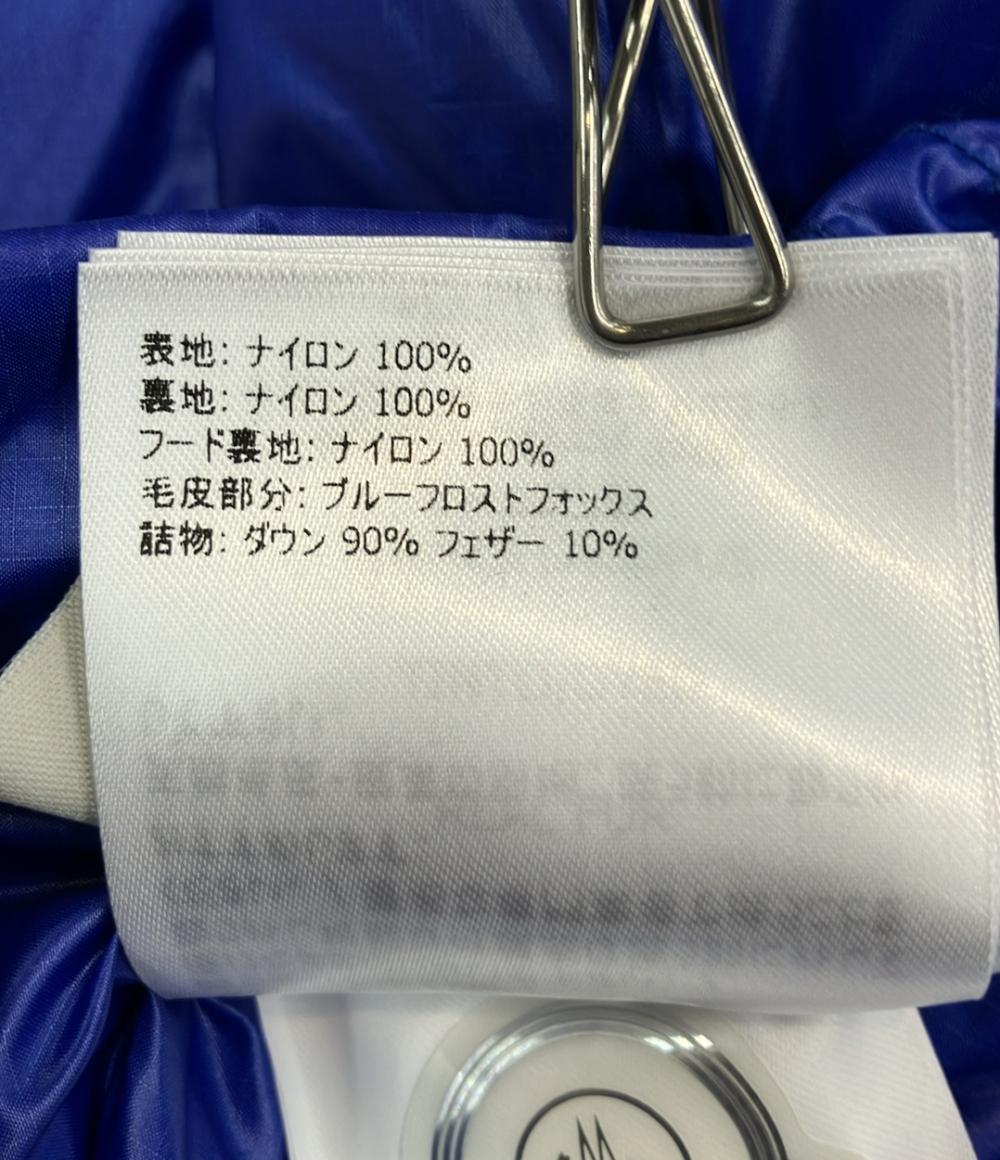 表地: ナイロン 100%
裏地: ナイロン 100%
フード裏地: ナイロン 100%
毛皮部分: ブルーフロストフォックス
詰物: ダウン 90% フェザー 10%